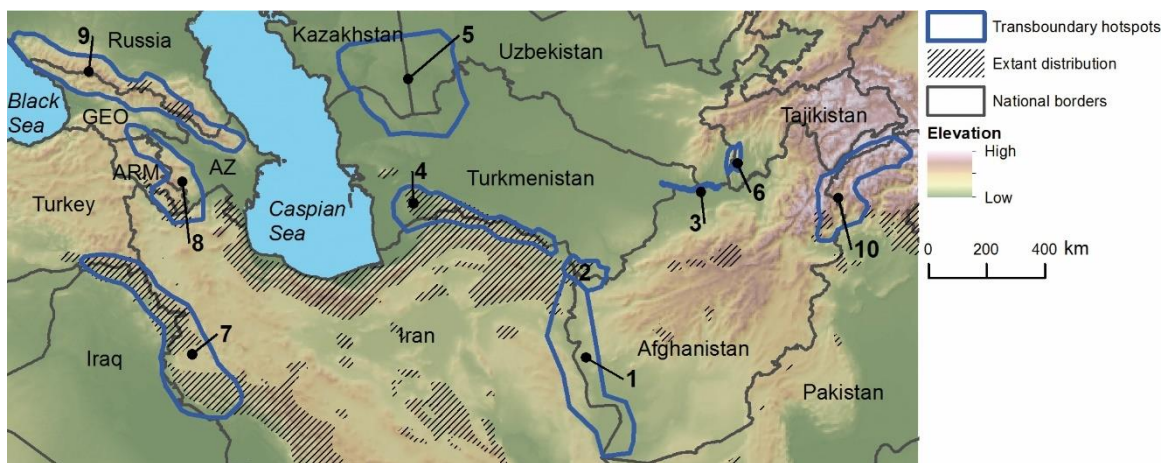 9
Russia
Kazakhstan
5
Uzbekistan
Black
Sea
GEO
Tajikistan
ARM
AZ
4
Turkmenistan
6
Turkey
Caspian
Sea
3
8
10
2
7
Iran
Iraq
Afghanistan
1
Pakistan
Transboundary hotspots
Extant distribution
National borders
Elevation
High
Low
0 200 400 km